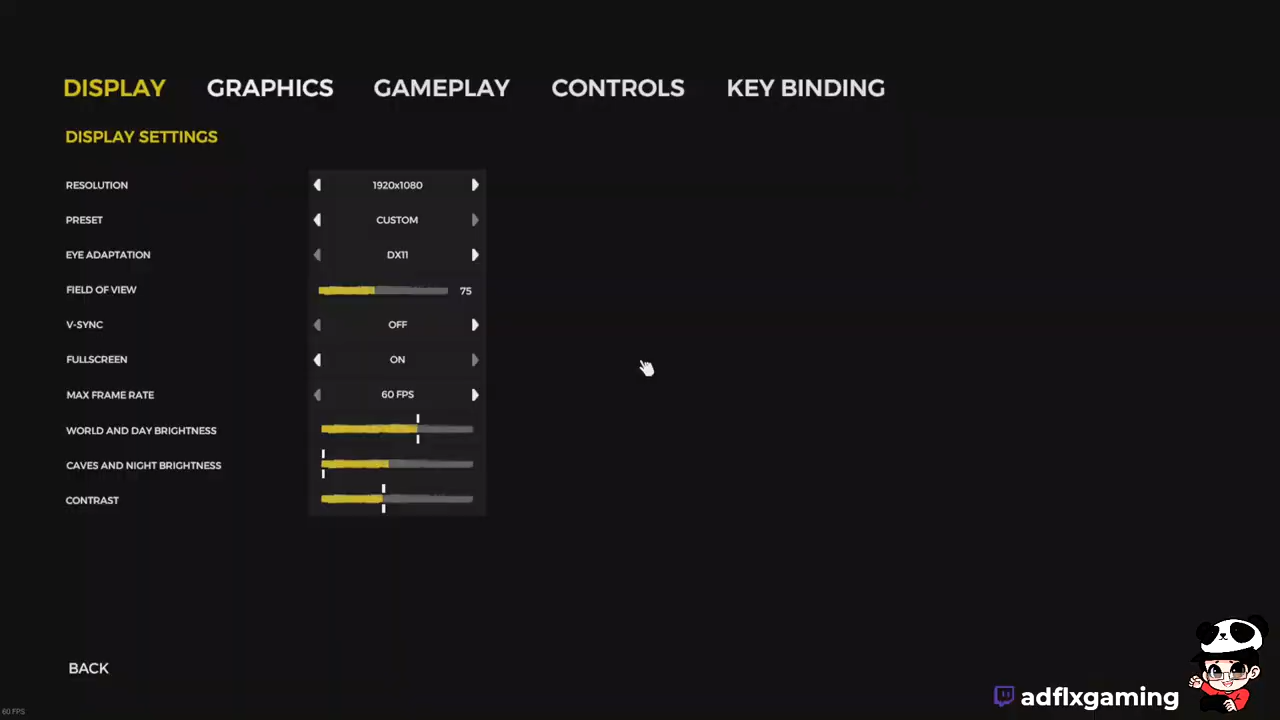 DISPLAY GRAPHICS GAMEPLAY CONTROLS KEY BINDING
DISPLAY SETTINGS
RESOLUTION 1920x1080
PRESET CUSTOM
EYE ADAPTATION DX11
FIELD OF VIEW 75
V-SYNC OFF
FULLSCREEN ON
MAX FRAME RATE 60 FPS
WORLD AND DAY BRIGHTNESS
CAVES AND NIGHT BRIGHTNESS
CONTRAST
BACK
adflxgaming
60 FPS